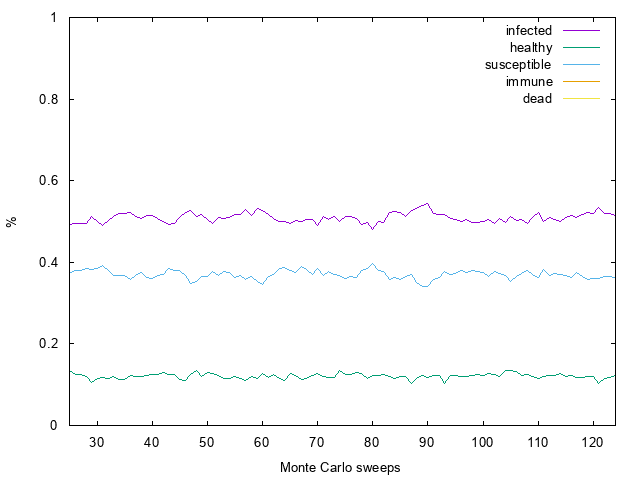 1
0.8
0.6
0.4
0.2
0
%
infected
healthy
susceptible
immune
dead
30 40 50 60 70 80 90 100 110 120
Monte Carlo sweeps